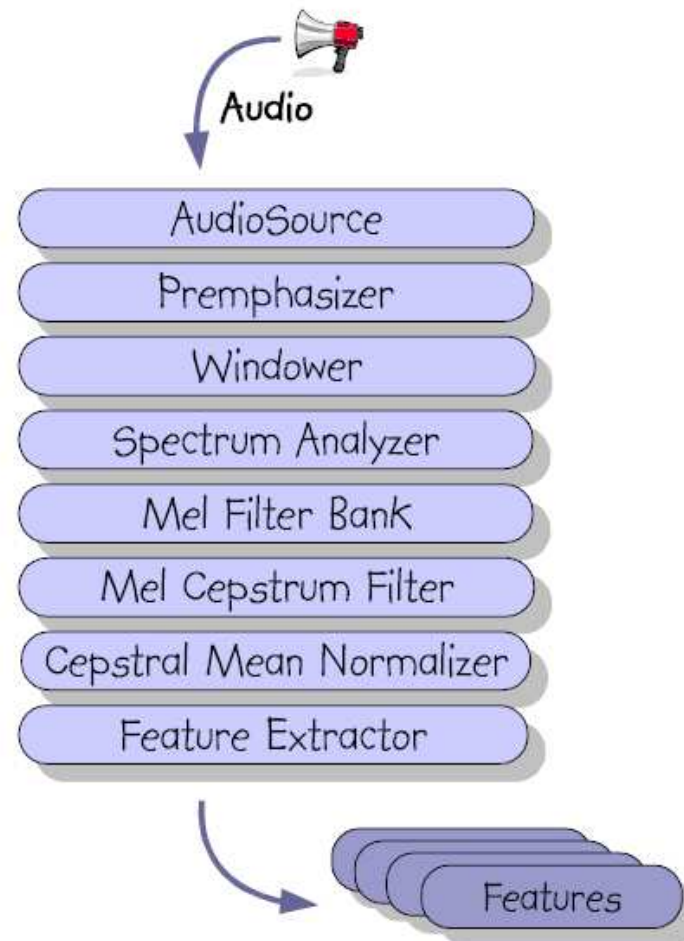 Audio
AudioSource
Premphasizer
Windower
Spectrum Analyzer
Mel Filter Bank
Mel Cepstrum Filter
Cepstral Mean Normalizer
Feature Extractor
Features